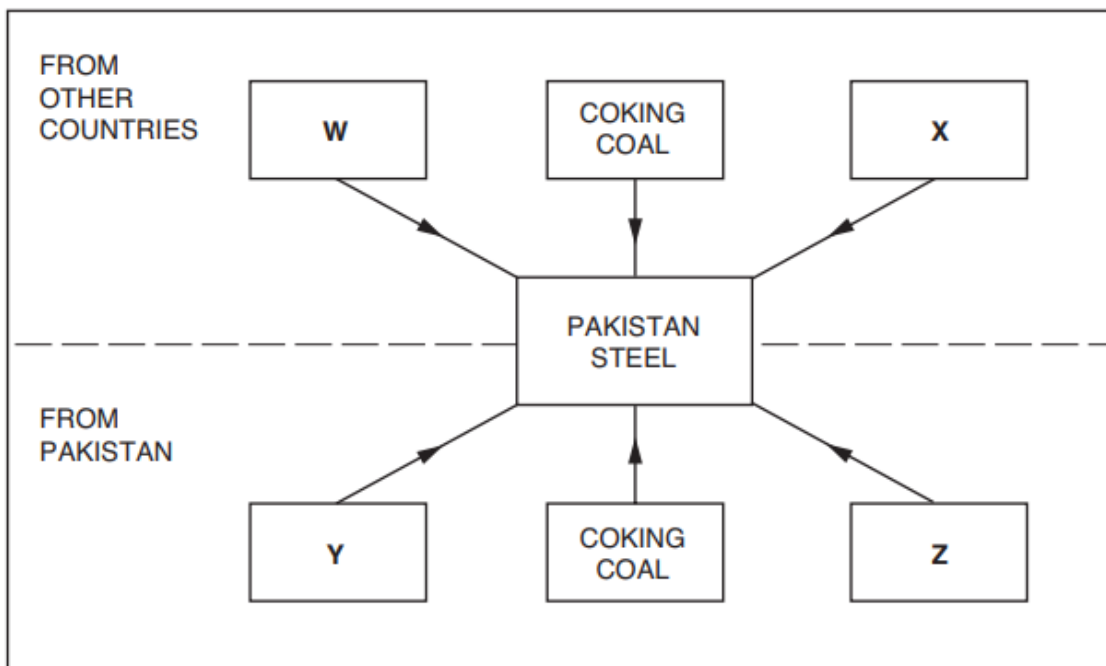 FROM
OTHER
COUNTRIES
W
COKING
COAL
X
PAKISTAN
STEEL
FROM
PAKISTAN
Y
COKING
COAL
Z